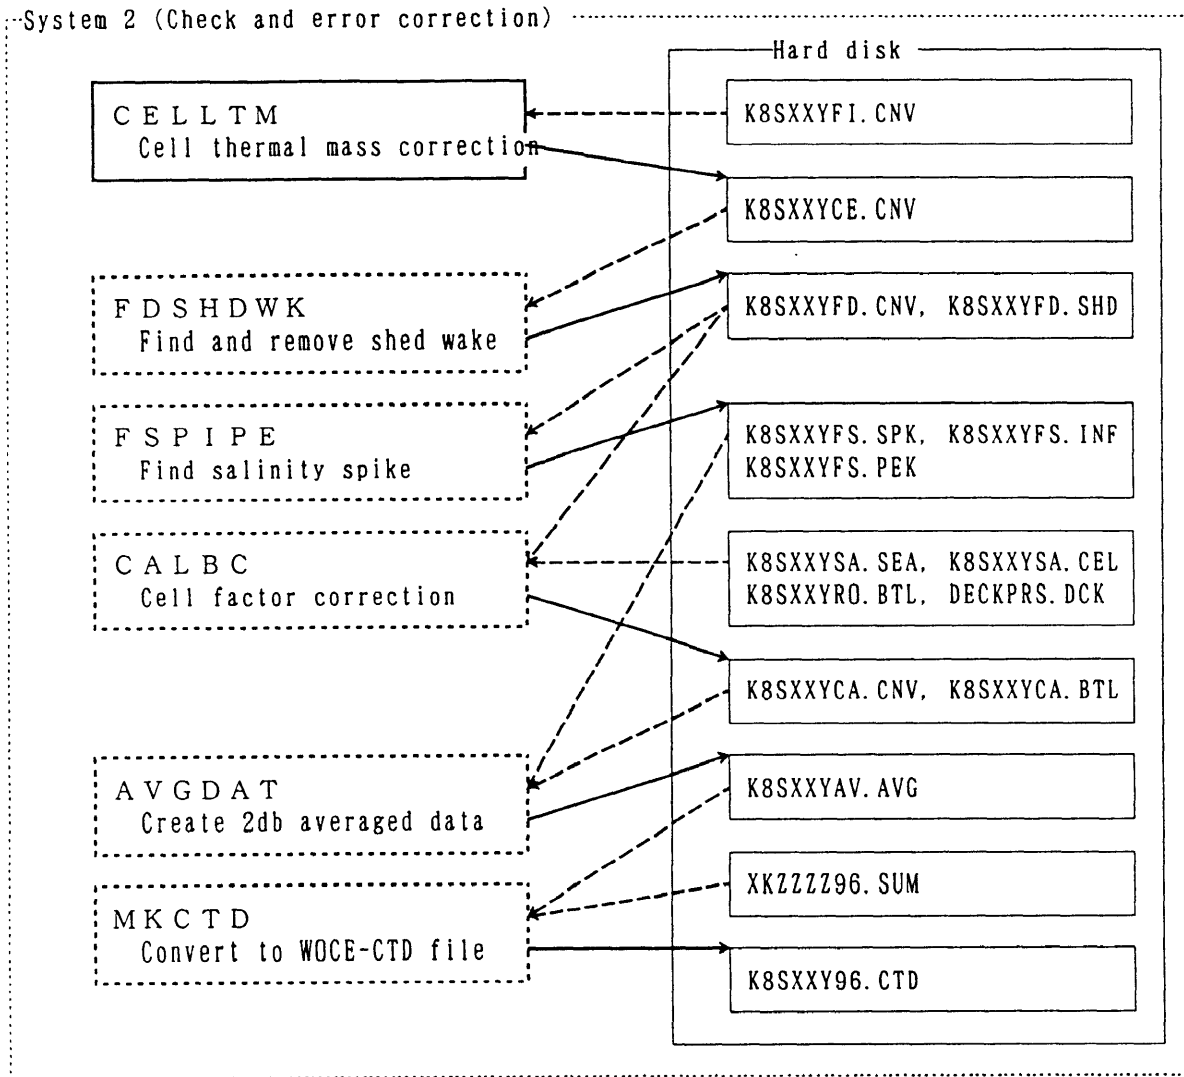 System 2 (Check and error correction)
Hard disk
CELLTM
Cell thermal mass correction
K8SXXYFI.CNV
K8SXXYCE.CNV
FDSHDWK
Find and remove shed wake
K8SXXYFD.CNV, K8SXXYFD.SHD
FSPIPE
Find salinity spike
K8SXXYFS.SPK, K8SXXYFS.INF
K8SXXYFS.PEK
CALBC
Cell factor correction
K8SXXYSA.SEA, K8SXXYSA.CEL
K8SXXYRO.BTL, DECKPRS.DCK
K8SXXYCA.CNV, K8SXXYCA.BTL
AVGDAT
Create 2db averaged data
K8SXXYAV.AVG
XKZZZZ96.SUM
MKCTD
Convert to WOCE-CTD file
K8SXXY96.CTD